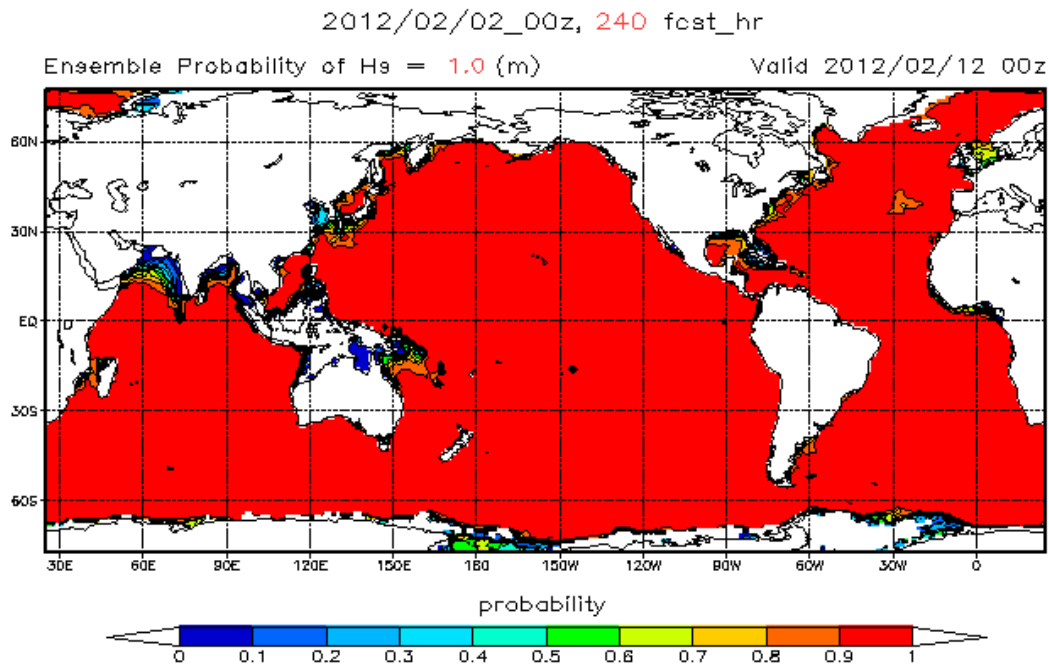 2012/02/02_00z, 240 fcst_hr
Ensemble Probability of Hs = 1.0 (m) Valid 2012/02/12 00z
60N
30N
EQ
30S
60S
30E 60E 90E 120E 150E 180 150W 120W 90W 60W 30W 0
probability
0 0.1 0.2 0.3 0.4 0.5 0.6 0.7 0.8 0.9 1